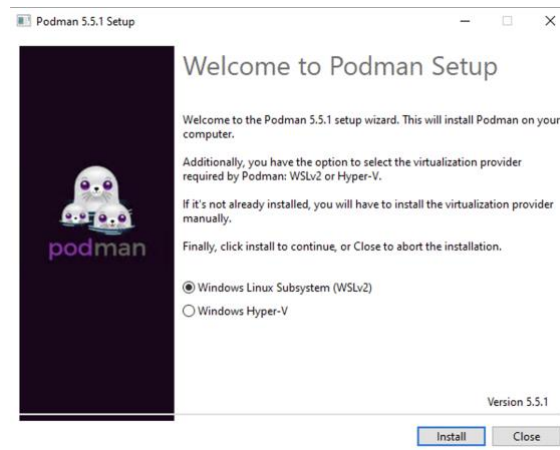 Podman 5.5.1 Setup
Welcome to Podman Setup
Welcome to the Podman 5.5.1 setup wizard. This will install Podman on your
computer.
Additionally, you have the option to select the virtualization provider
required by Podman: WSLv2 or Hyper-V.
If it's not already installed, you will have to install the virtualization provider
manually.
Finally, click install to continue, or Close to abort the installation.
podman
Windows Linux Subsystem (WSLv2)
Windows Hyper-V
Version 5.5.1
Install Close